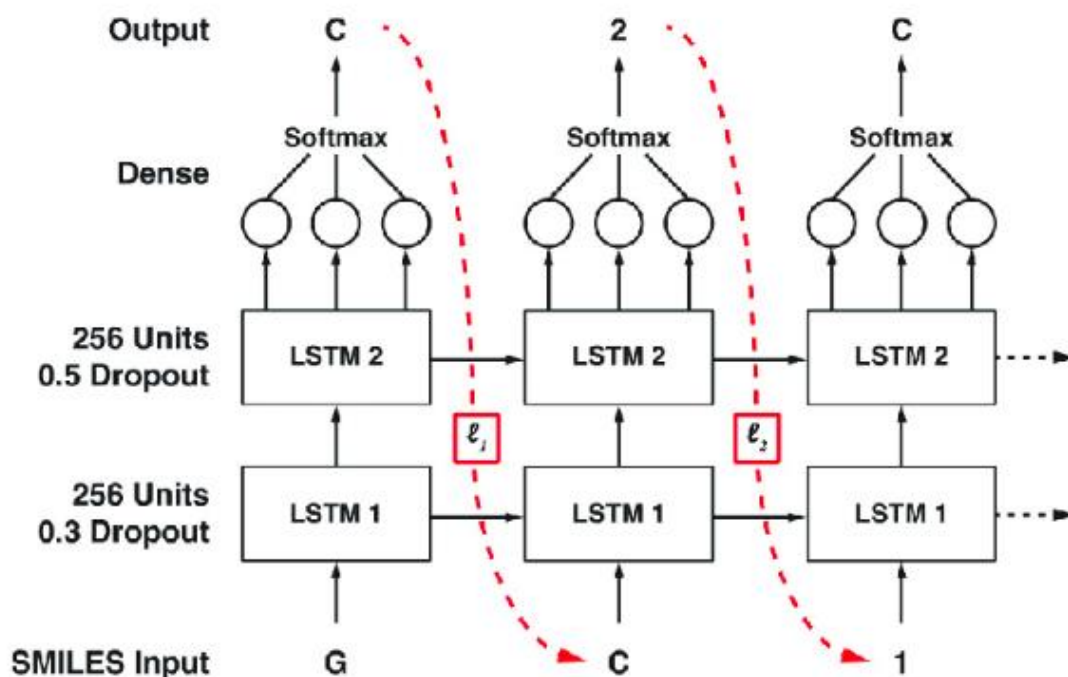 Output C 2 C
Softmax Softmax Softmax
Dense
256 Units
0.5 Dropout
LSTM 2 LSTM 2 LSTM 2
ℓ₁ ℓ₂
256 Units
0.3 Dropout
LSTM 1 LSTM 1 LSTM 1
SMILES Input G C 1